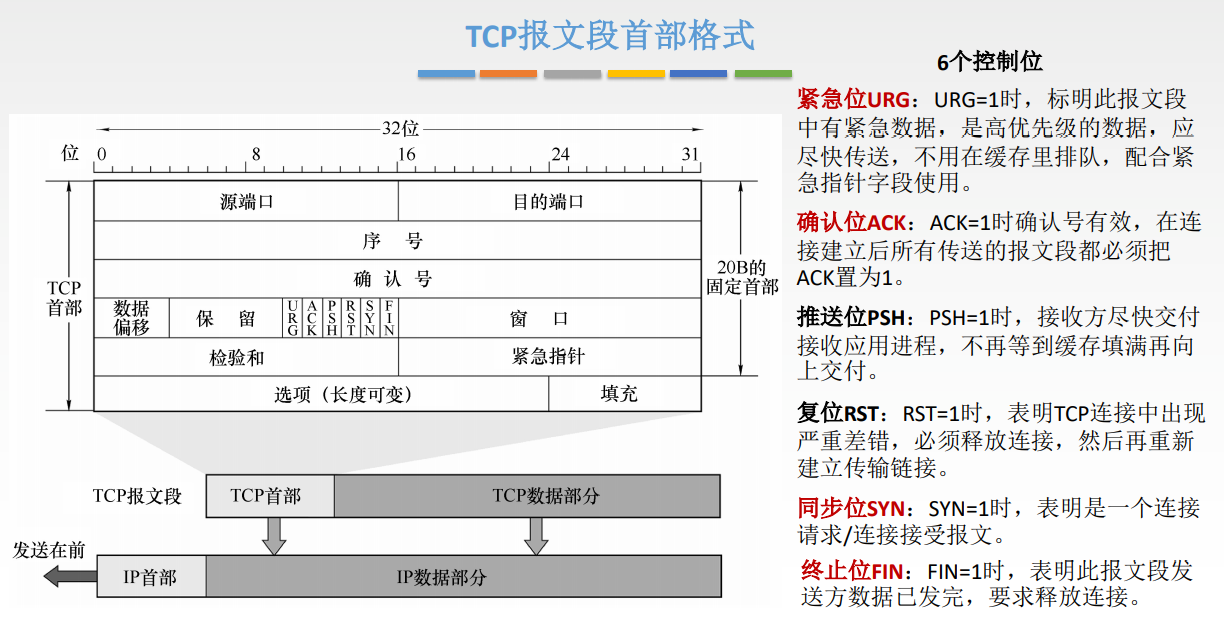 TCP报文段首部格式
32位
位 0 8 16 24 31
TCP
首部
源端口 目的端口
序 号
确 认 号
20B的
固定首部
数据
偏移
保 留
URG
ACK
PSH
RST
SYN
FIN
窗 口
检验和 紧急指针
选项（长度可变） 填充
TCP报文段 TCP首部 TCP数据部分
发送在前
IP首部 IP数据部分
6个控制位
紧急位URG：URG=1时，标明此报文段
中有紧急数据，是高优先级的数据，应
尽快传送，不用在缓存里排队，配合紧
急指针字段使用。
确认位ACK：ACK=1时确认号有效，在连
接建立后所有传送的报文段都必须把
ACK置为1。
推送位PSH：PSH=1时，接收方尽快交付
接收应用进程，不再等到缓存填满再向
上交付。
复位RST：RST=1时，表明TCP连接中出现
严重差错，必须释放连接，然后再重新
建立传输链接。
同步位SYN：SYN=1时，表明是一个连接
请求/连接接受报文。
终止位FIN：FIN=1时，表明此报文段发
送方数据已发完，要求释放连接。